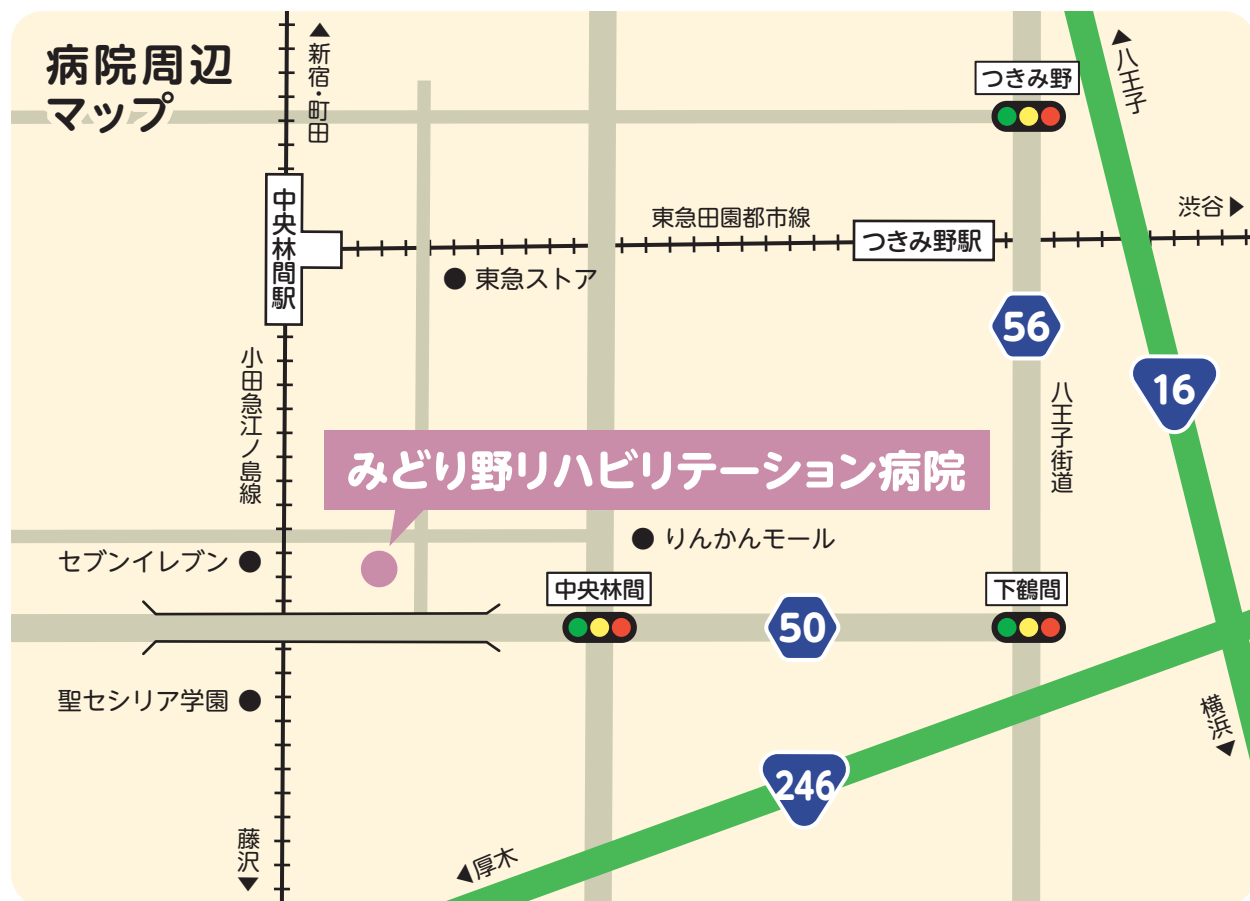 病院周辺
マップ
▲新宿・町田
つきみ野
▲八王子
渋谷▶
東急田園都市線
つきみ野駅
中央林間駅
● 東急ストア
56
16
小田急江ノ島線
八王子街道
みどり野リハビリテーション病院
● りんかんモール
セブンイレブン ●
中央林間
50
下鶴間
聖セシリア学園 ●
横浜▼
246
藤沢▼
◀厚木